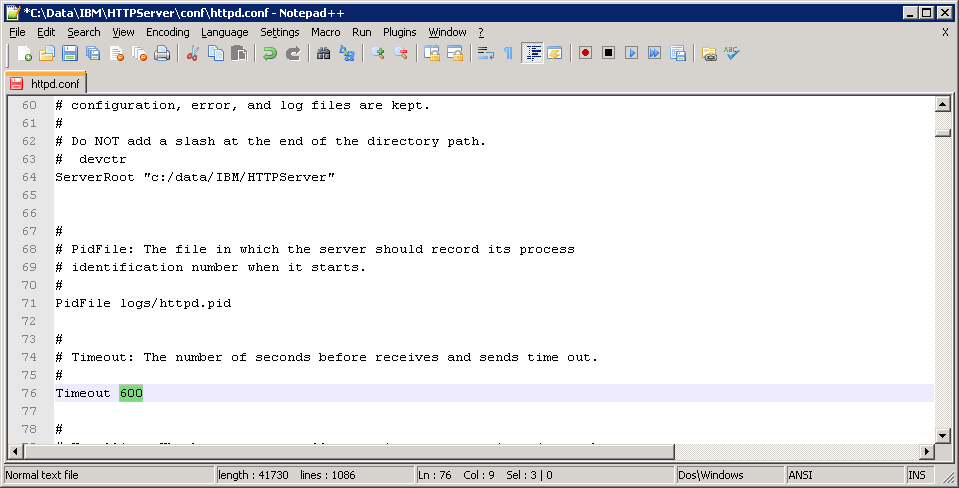 *C:\Data\IBM\HTTPServer\conf\httpd.conf - Notepad++
File Edit Search View Encoding Language Settings Macro Run Plugins Window ? X
ABC
httpd.conf
60 # configuration, error, and log files are kept.
61 #
62 # Do NOT add a slash at the end of the directory path.
63 #  devctr
64 ServerRoot "c:/data/IBM/HTTPServer"
65
66
67 #
68 # PidFile: The file in which the server should record its process
69 # identification number when it starts.
70 #
71 PidFile logs/httpd.pid
72
73 #
74 # Timeout: The number of seconds before receives and sends time out.
75 #
76 Timeout 600
77
78 #
Normal text file length : 41730 lines : 1086 Ln : 76 Col : 9 Sel : 3 | 0 Dos\Windows ANSI INS